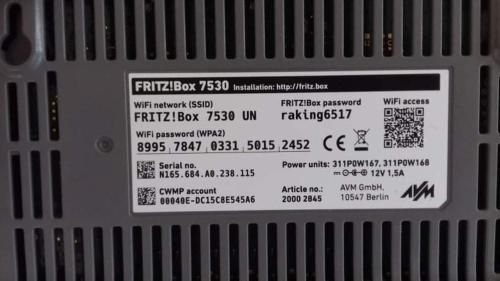 FRITZ!Box 7530 Installation: http://fritz.box
WiFi network (SSID)
FRITZ!Box 7530 UN
FRITZ!Box password
raking6517
WiFi access
WiFi password (WPA2)
8995 7847 0331 5015 2452
CE
Serial no.
N165.684.A0.238.115
Power units: 311P0W167, 311P0W168
12V 1,5A
CWMP account
00040E-DC15C8E545A6
Article no.:
2000 2845
AVM GmbH,
10547 Berlin
AVM